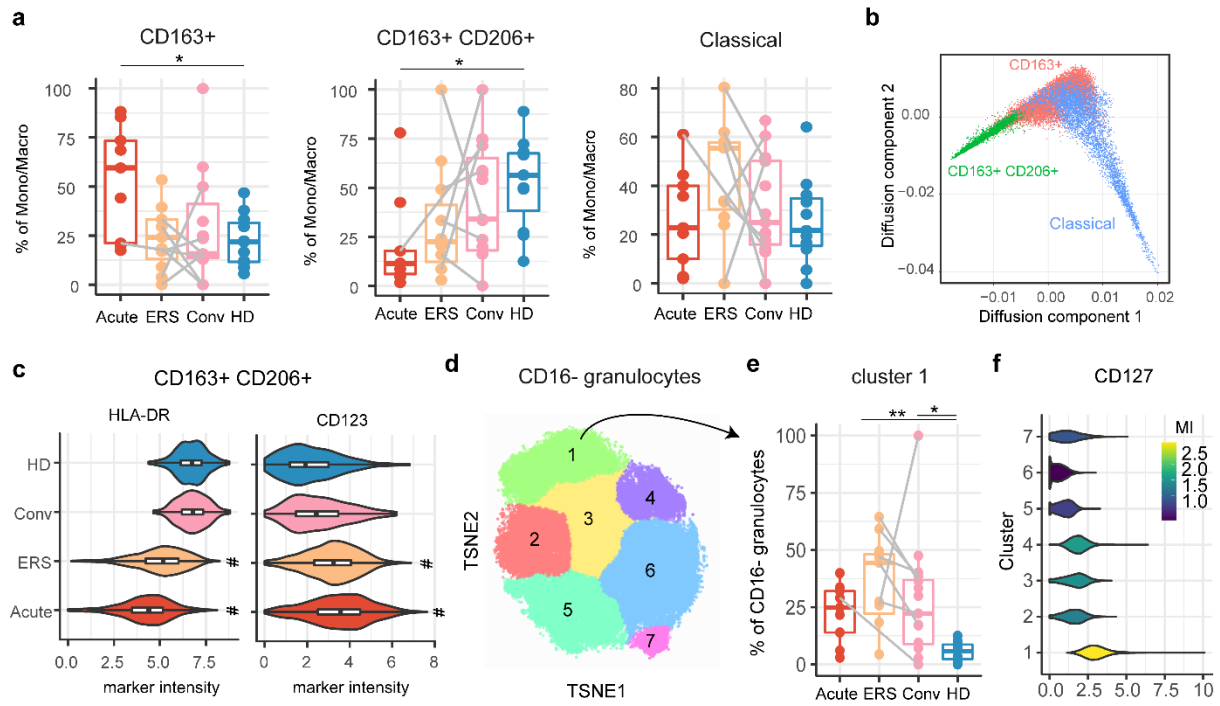 a
CD163+
*
% of Mono/Macro
100
75
50
25
0
Acute ERS Conv HD
CD163+ CD206+
*
% of Mono/Macro
100
75
50
25
0
Acute ERS Conv HD
Classical
% of Mono/Macro
80
60
40
20
0
Acute ERS Conv HD
b
CD163+
CD163+ CD206+
Classical
Diffusion component 2
0.00
−0.02
−0.04
−0.01 0.00 0.01 0.02
Diffusion component 1
c
CD163+ CD206+
HLA-DR
CD123
HD
Conv
ERS
Acute
#
#
#
#
0.0 2.5 5.0 7.5
0 2 4 6 8
marker intensity
marker intensity
d
CD16- granulocytes
1
2
3
4
5
6
7
TSNE2
TSNE1
e
cluster 1
** *
% of CD16- granulocytes
100
75
50
25
0
Acute ERS Conv HD
f
CD127
Cluster
7
6
5
4
3
2
1
MI
2.5
2.0
1.5
1.0
0.0 2.5 5.0 7.5 10